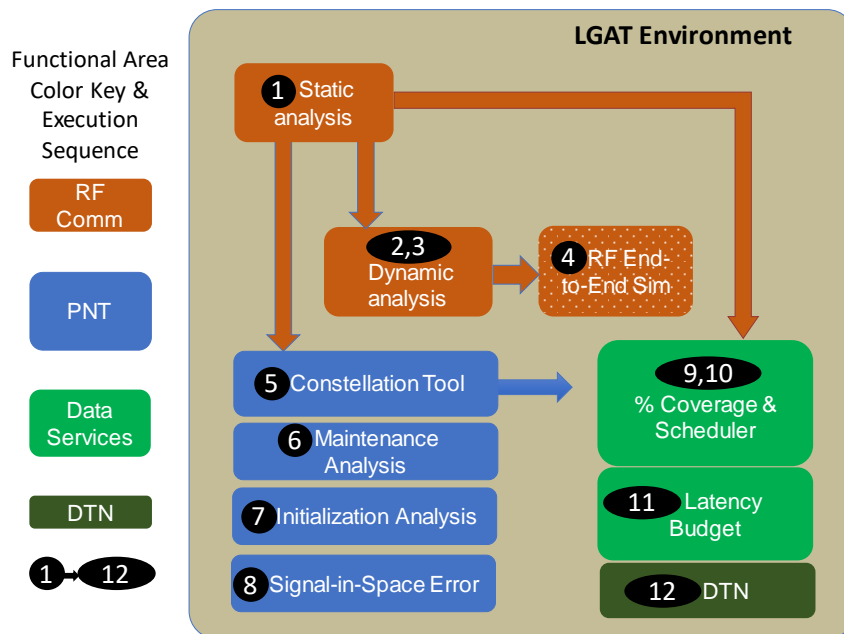 Functional Area
Color Key &
Execution
Sequence
RF
Comm
PNT
Data
Services
DTN
1 12
LGAT Environment
1 Static
analysis
2,3
Dynamic
analysis
4 RF End-
to-End Sim
5 Constellation Tool
6 Maintenance
Analysis
7 Initialization Analysis
8 Signal-in-Space Error
9,10
% Coverage &
Scheduler
11 Latency
Budget
12 DTN